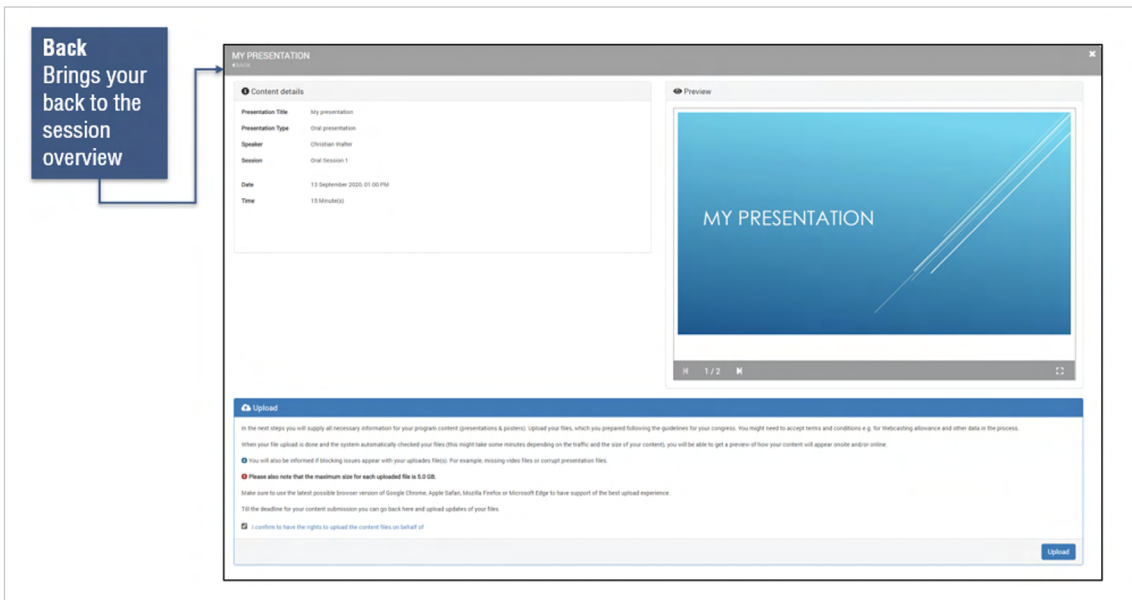 Back
Brings your
back to the
session
overview
MY PRESENTATION
BACK
Content details
Presentation Title My presentation
Presentation Type Oral presentation
Speaker Christian Walter
Session Oral Session 1
Date 13 September 2020, 01:00 PM
Time 15 Minute(s)
Preview
MY PRESENTATION
1 / 2
Upload
In the next steps you will supply all necessary information for your program content (presentations & posters). Upload your files, which you prepared following the guidelines for your congress. You might need to accept terms and conditions e.g. for Webcasting allowance and other data in the process.
When your file upload is done and the system automatically checked your files (this might take some minutes depending on the traffic and the size of your content), you will be able to get a preview of how your content will appear onsite and/or online.
You will also be informed if blocking issues appear with your uploades file(s). For example, missing video files or corrupt presentation files.
Please also note that the maximum size for each uploaded file is 5.0 GB.
Make sure to use the latest possible browser version of Google Chrome, Apple Safari, Mozilla Firefox or Microsoft Edge to have support of the best upload experience.
Till the deadline for your content submission you can go back here and upload updates of your files.
I confirm to have the rights to upload the content files on behalf of
Upload